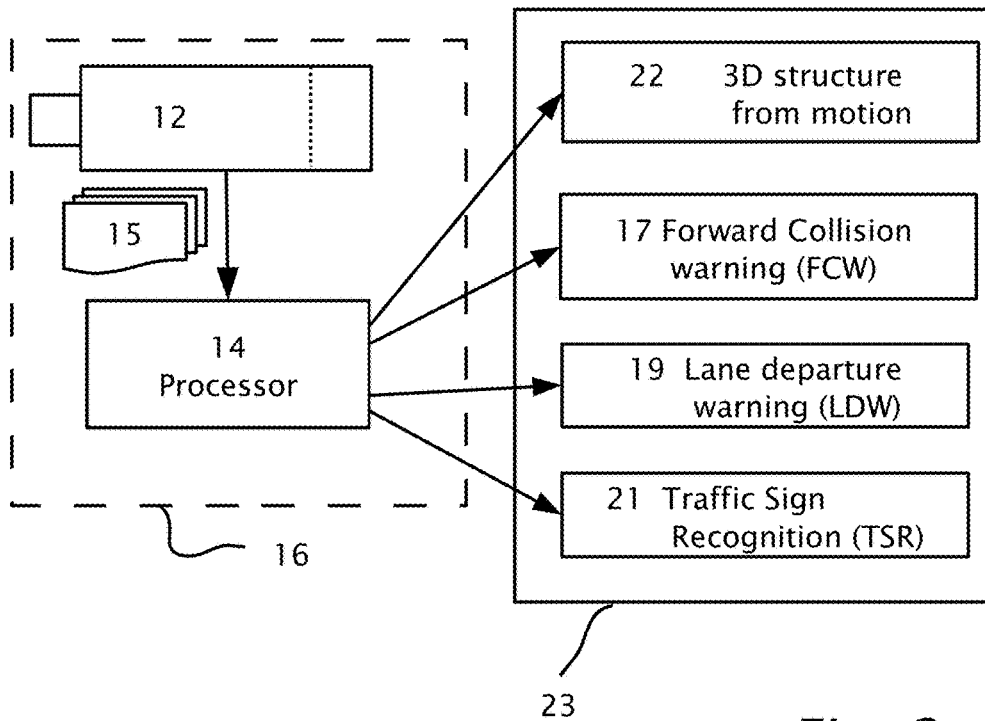 12
15
14
Processor
16
22 3D structure
from motion
17 Forward Collision
warning (FCW)
19 Lane departure
warning (LDW)
21 Traffic Sign
Recognition (TSR)
23